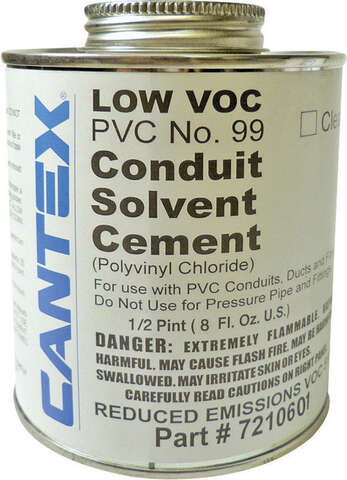 CANTEX
LOW VOC
PVC No. 99
Conduit
Solvent
Cement
(Polyvinyl Chloride)
For use with PVC Conduits, Ducts and
Do Not Use for Pressure Pipe and Fittings
1/2 Pint ( 8 Fl. Oz. U.S.)
DANGER: EXTREMELY FLAMMABLE,
HARMFUL. MAY CAUSE FLASH FIRE. MAY BE
SWALLOWED. MAY IRRITATE SKIN OR EYES.
CAREFULLY READ CAUTIONS ON RIGHT
REDUCED EMISSIONS VOC
Part # 7210601